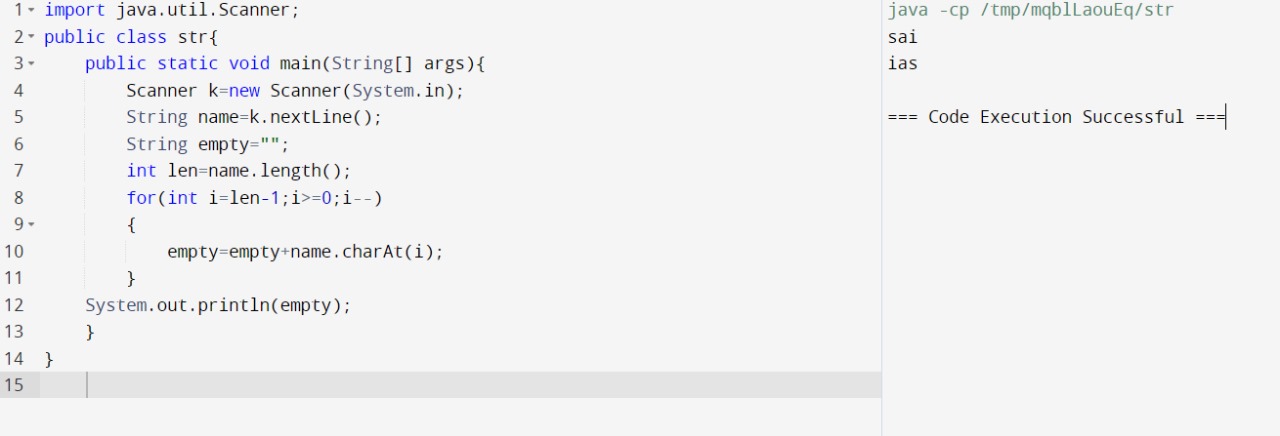 1 import java.util.Scanner;
2 public class str{
3     public static void main(String[] args){
4         Scanner k=new Scanner(System.in);
5         String name=k.nextLine();
6         String empty="";
7         int len=name.length();
8         for(int i=len-1;i>=0;i--)
9         {
10             empty=empty+name.charAt(i);
11         }
12     System.out.println(empty);
13     }
14 }
15
java -cp /tmp/mqblLaouEq/str
sai
ias
=== Code Execution Successful ===